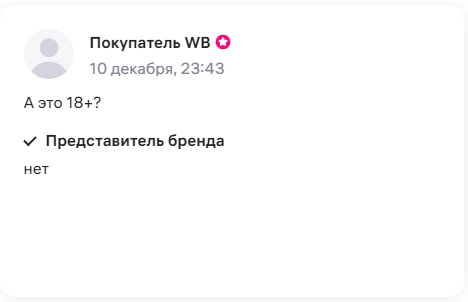 Покупатель WB
10 декабря, 23:43
А это 18+?
Представитель бренда
нет